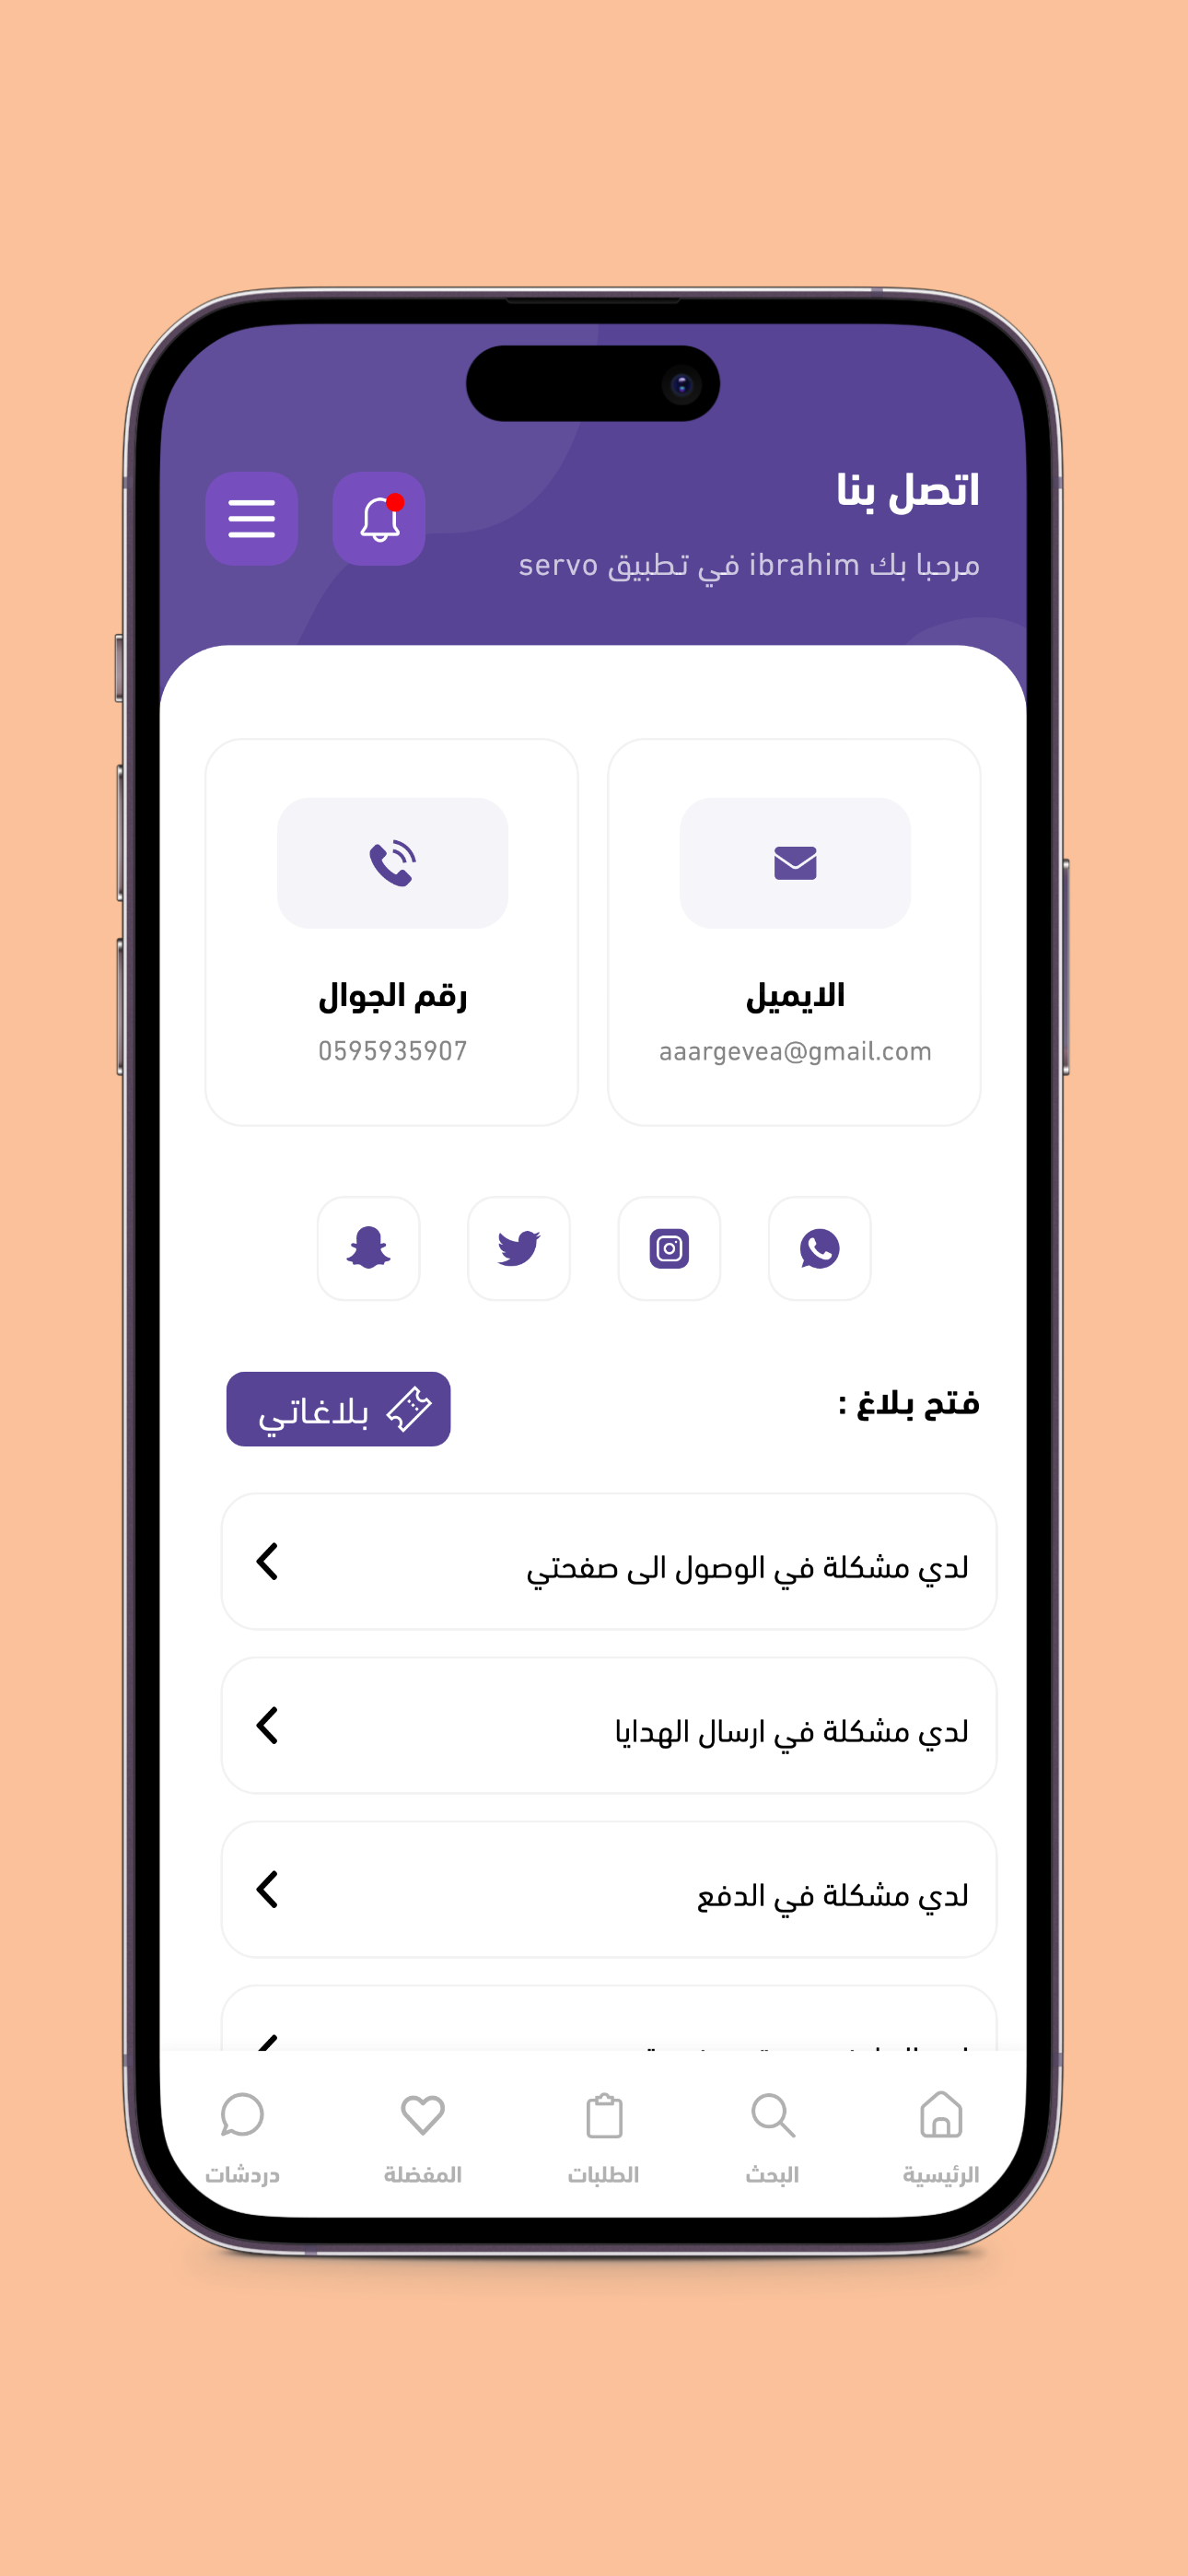 اتصل بنا
مرحبا بك ibrahim في تطبيق servo
الايميل
aaargevea@gmail.com
رقم الجوال
0595935907
فتح بلاغ :
بلاغاتي
لدي مشكلة في الوصول الى صفحتي
لدي مشكلة في ارسال الهدايا
لدي مشكلة في الدفع
الرئيسية
البحث
الطلبات
المفضلة
دردشات